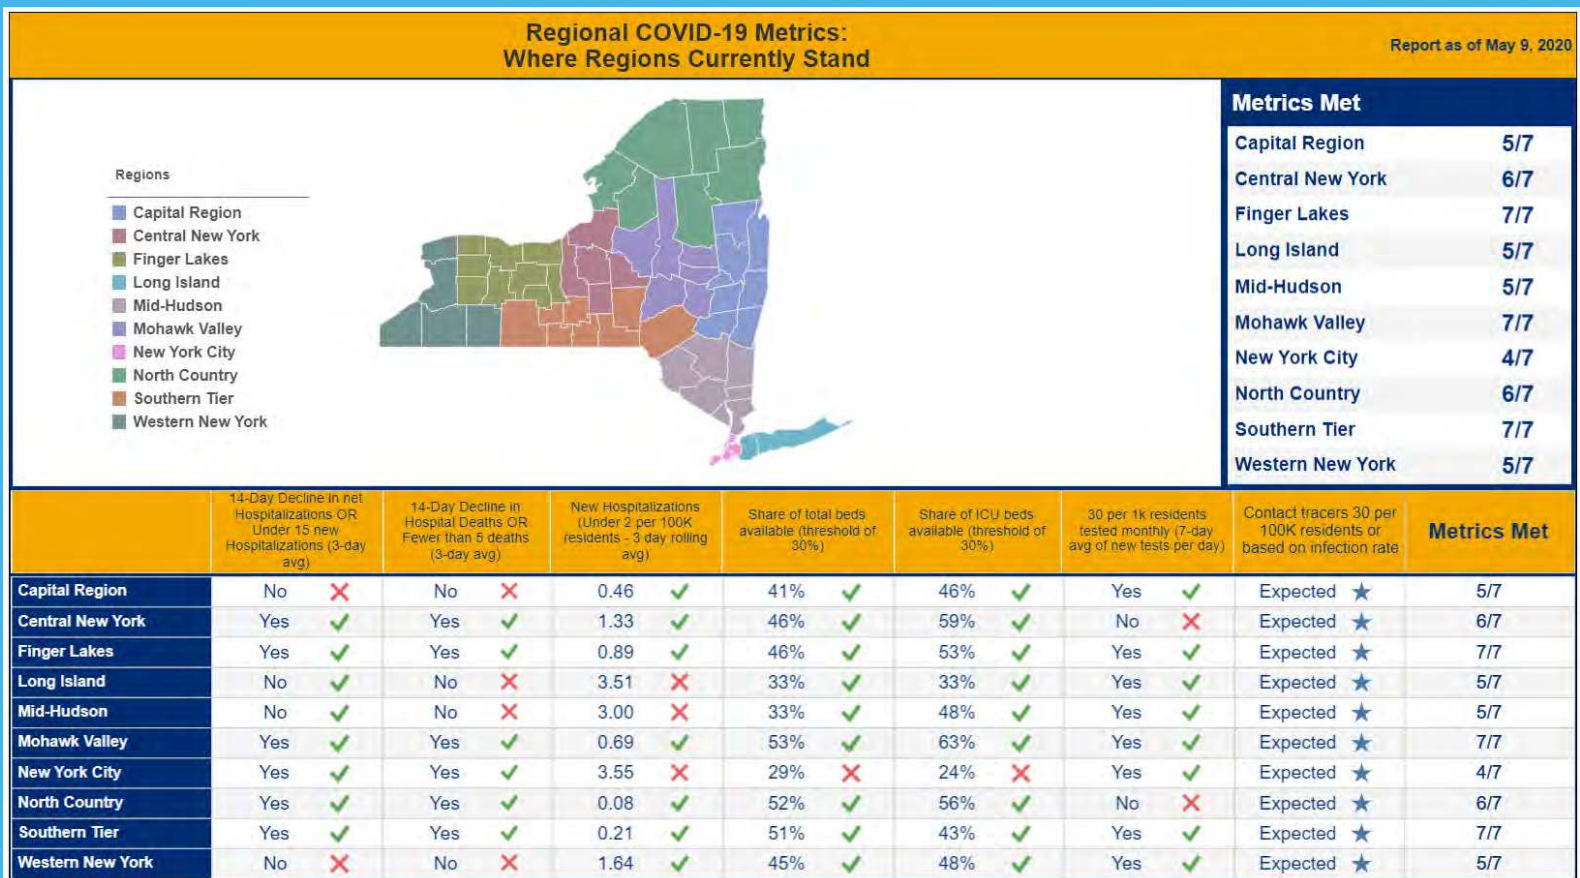 Regional COVID-19 Metrics:
Where Regions Currently Stand
Report as of May 9, 2020
Regions
Capital Region
Central New York
Finger Lakes
Long Island
Mid-Hudson
Mohawk Valley
New York City
North Country
Southern Tier
Western New York
Metrics Met
Capital Region 5/7
Central New York 6/7
Finger Lakes 7/7
Long Island 5/7
Mid-Hudson 5/7
Mohawk Valley 7/7
New York City 4/7
North Country 6/7
Southern Tier 7/7
Western New York 5/7
14-Day Decline in net
Hospitalizations OR
Under 15 new
Hospitalizations (3-day
avg)
14-Day Decline in
Hospital Deaths OR
Fewer than 5 deaths
(3-day avg)
New Hospitalizations
(Under 2 per 100K
residents - 3 day rolling
avg)
Share of total beds
available (threshold of
30%)
Share of ICU beds
available (threshold of
30%)
30 per 1k residents
tested monthly (7-day
avg of new tests per day)
Contact tracers 30 per
100K residents or
based on infection rate
Metrics Met
Capital Region No No 0.46 41% 46% Yes Expected 5/7
Central New York Yes Yes 1.33 46% 59% No Expected 6/7
Finger Lakes Yes Yes 0.89 46% 53% Yes Expected 7/7
Long Island No No 3.51 33% 33% Yes Expected 5/7
Mid-Hudson No No 3.00 33% 48% Yes Expected 5/7
Mohawk Valley Yes Yes 0.69 53% 63% Yes Expected 7/7
New York City Yes Yes 3.55 29% 24% Yes Expected 4/7
North Country Yes Yes 0.08 52% 56% No Expected 6/7
Southern Tier Yes Yes 0.21 51% 43% Yes Expected 7/7
Western New York No No 1.64 45% 48% Yes Expected 5/7